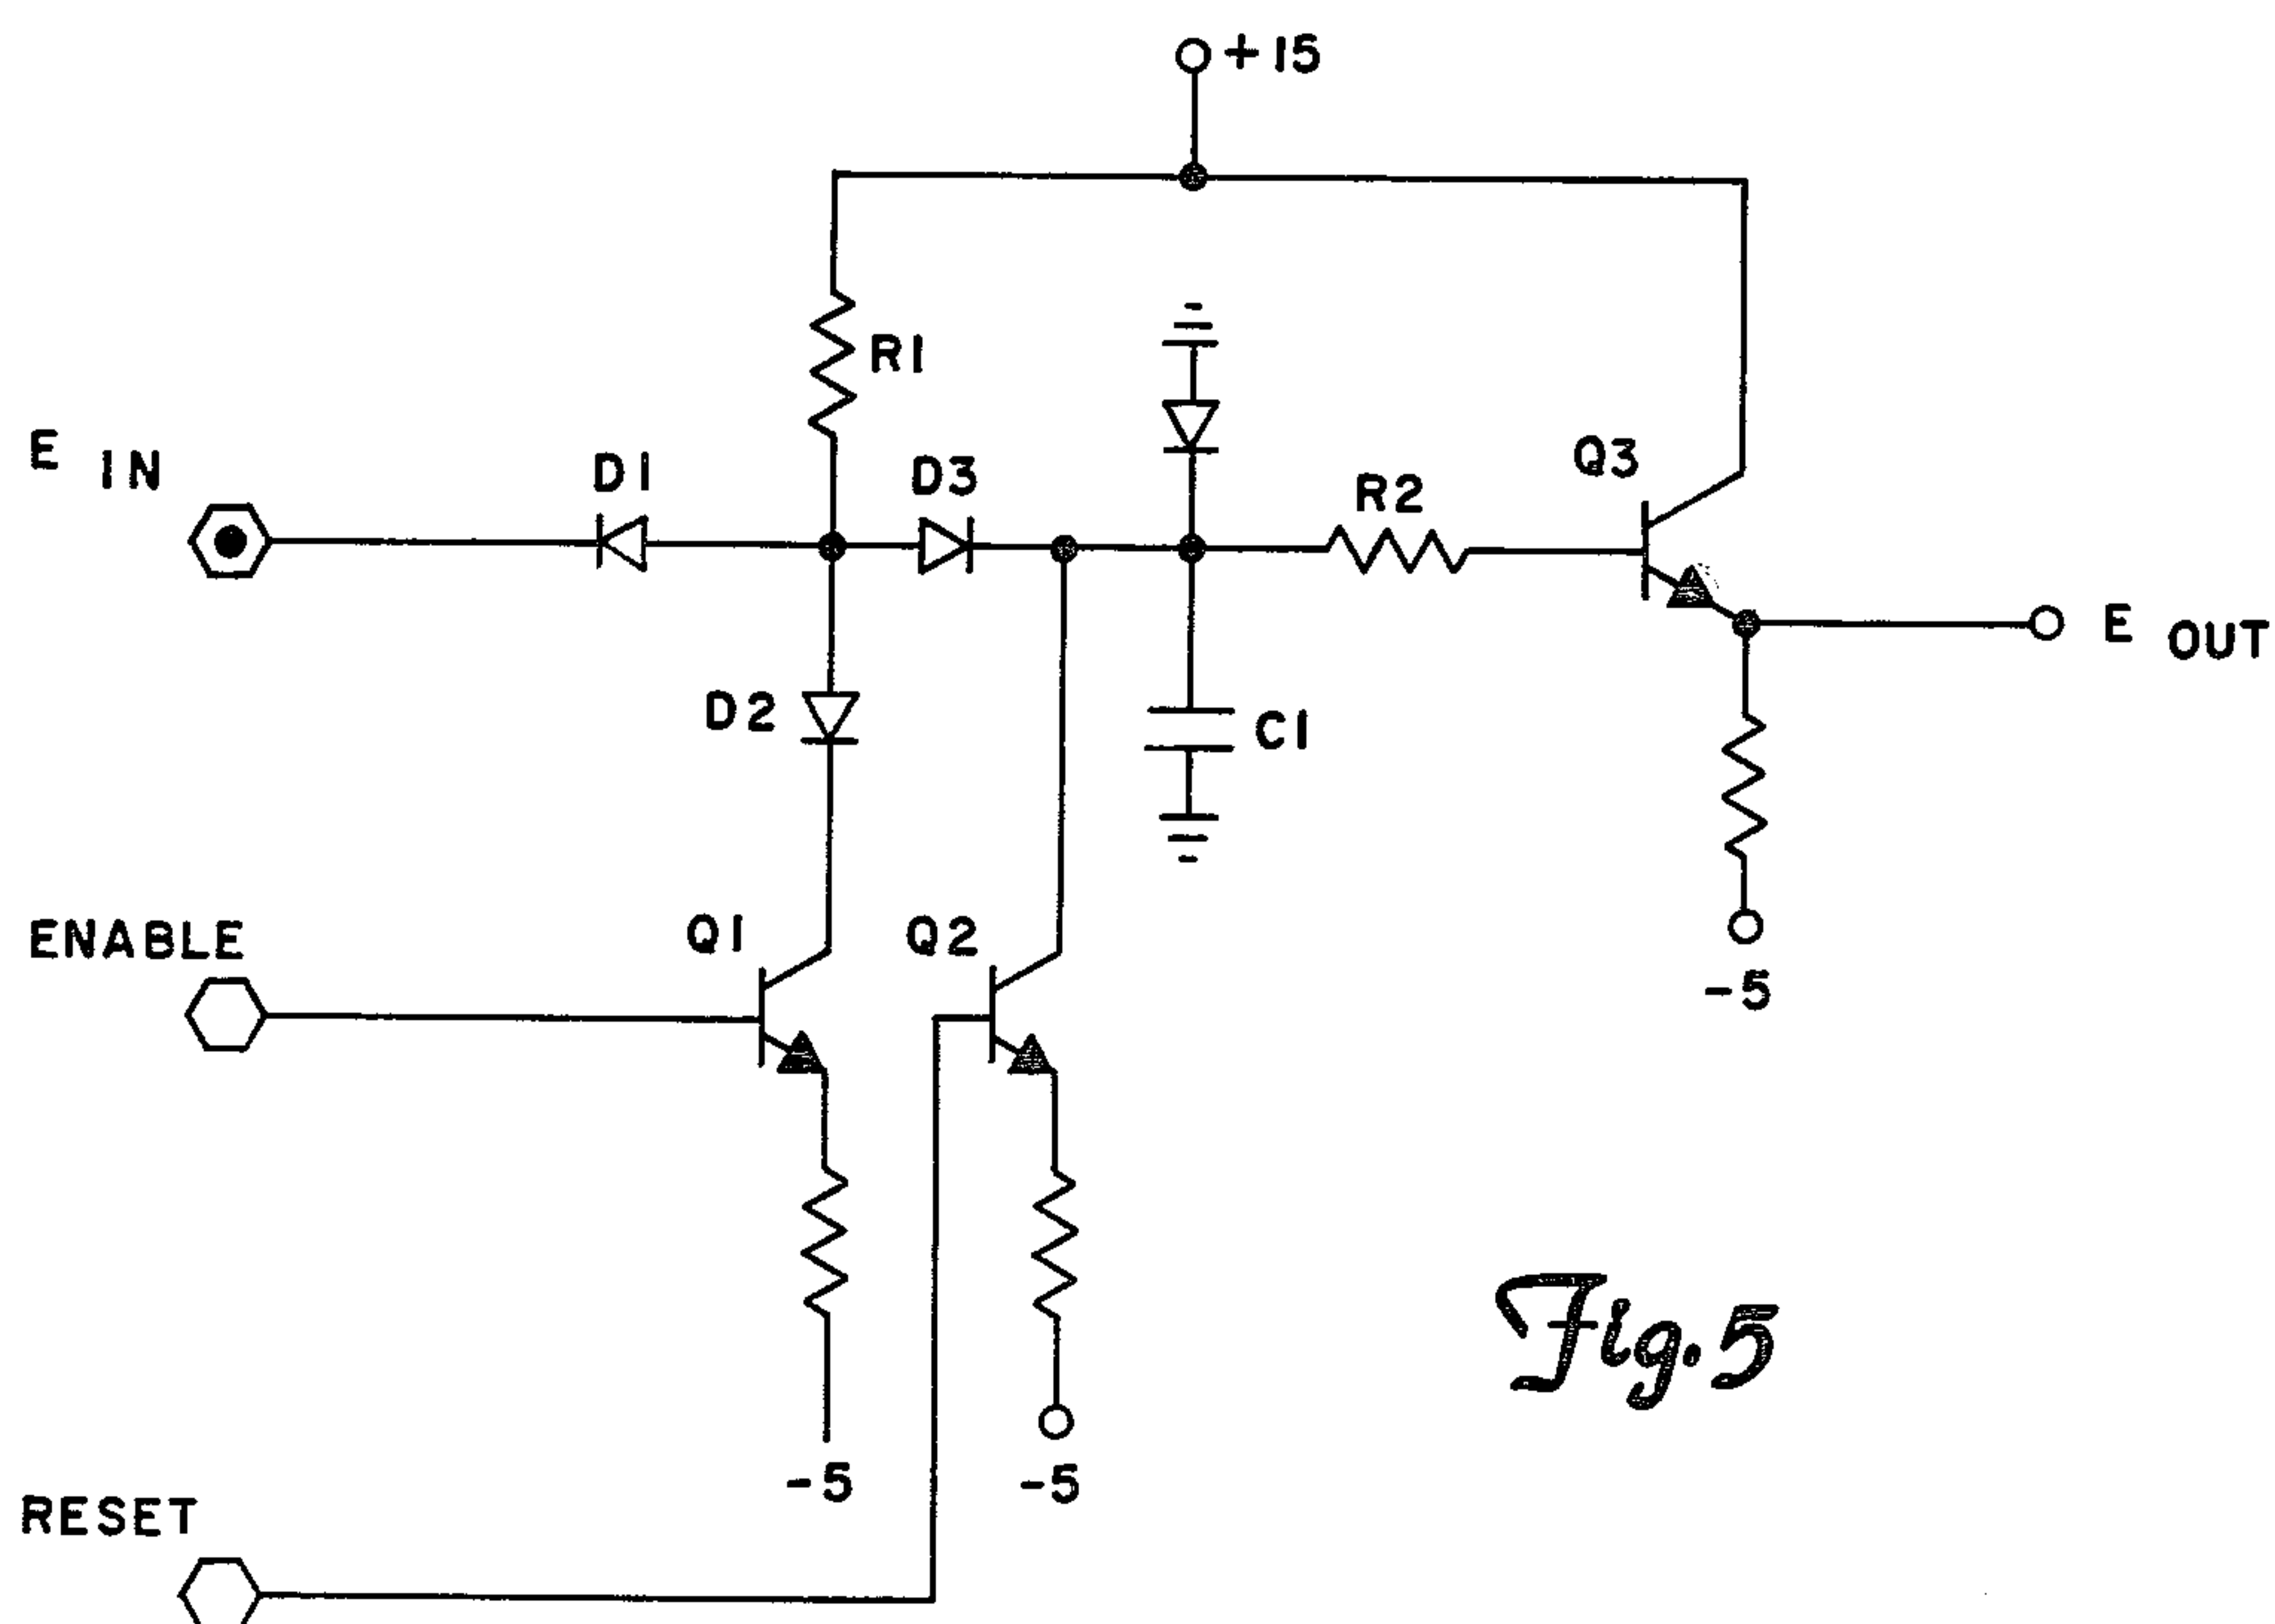 +15
R1
E IN
D1
D3
R2
Q3
E OUT
D2
C1
ENABLE
Q1
Q2
-5
Fig. 5
-5
-5
RESET